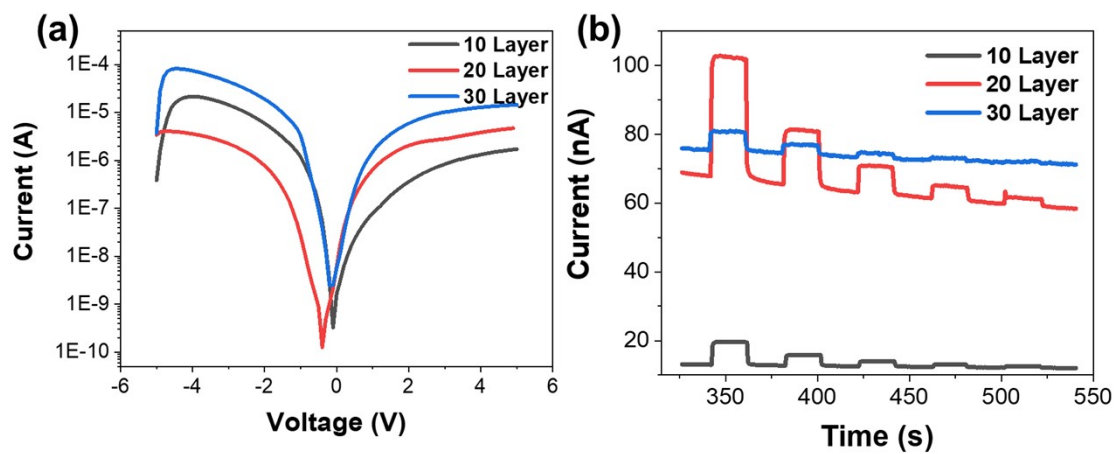 (a)
10 Layer
20 Layer
30 Layer
1E-4
1E-5
1E-6
1E-7
1E-8
1E-9
1E-10
Current (A)
-6
-4
-2
0
2
4
6
Voltage (V)
(b)
10 Layer
20 Layer
30 Layer
100
80
60
40
20
Current (nA)
350
400
450
500
550
Time (s)